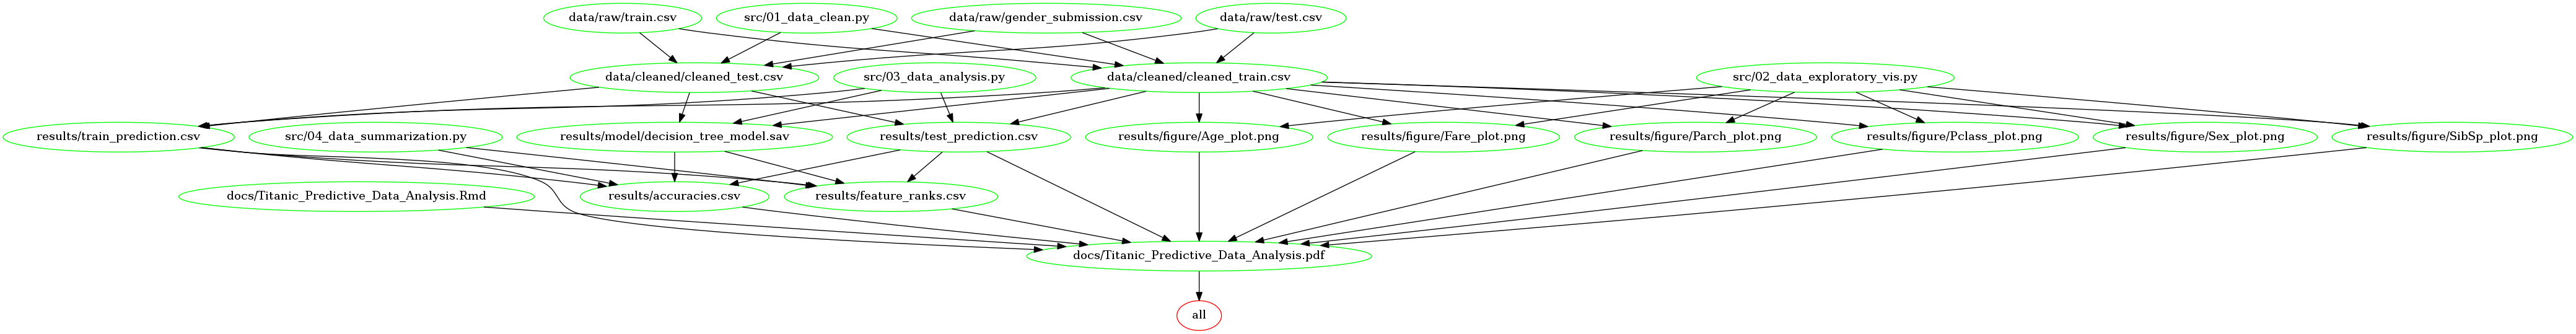 data/raw/train.csv
src/01_data_clean.py
data/raw/gender_submission.csv
data/raw/test.csv
data/cleaned/cleaned_test.csv
src/03_data_analysis.py
data/cleaned/cleaned_train.csv
src/02_data_exploratory_vis.py
results/train_prediction.csv
src/04_data_summarization.py
results/model/decision_tree_model.sav
results/test_prediction.csv
results/figure/Age_plot.png
results/figure/Fare_plot.png
results/figure/Parch_plot.png
results/figure/Pclass_plot.png
results/figure/Sex_plot.png
results/figure/SibSp_plot.png
docs/Titanic_Predictive_Data_Analysis.Rmd
results/accuracies.csv
results/feature_ranks.csv
docs/Titanic_Predictive_Data_Analysis.pdf
all